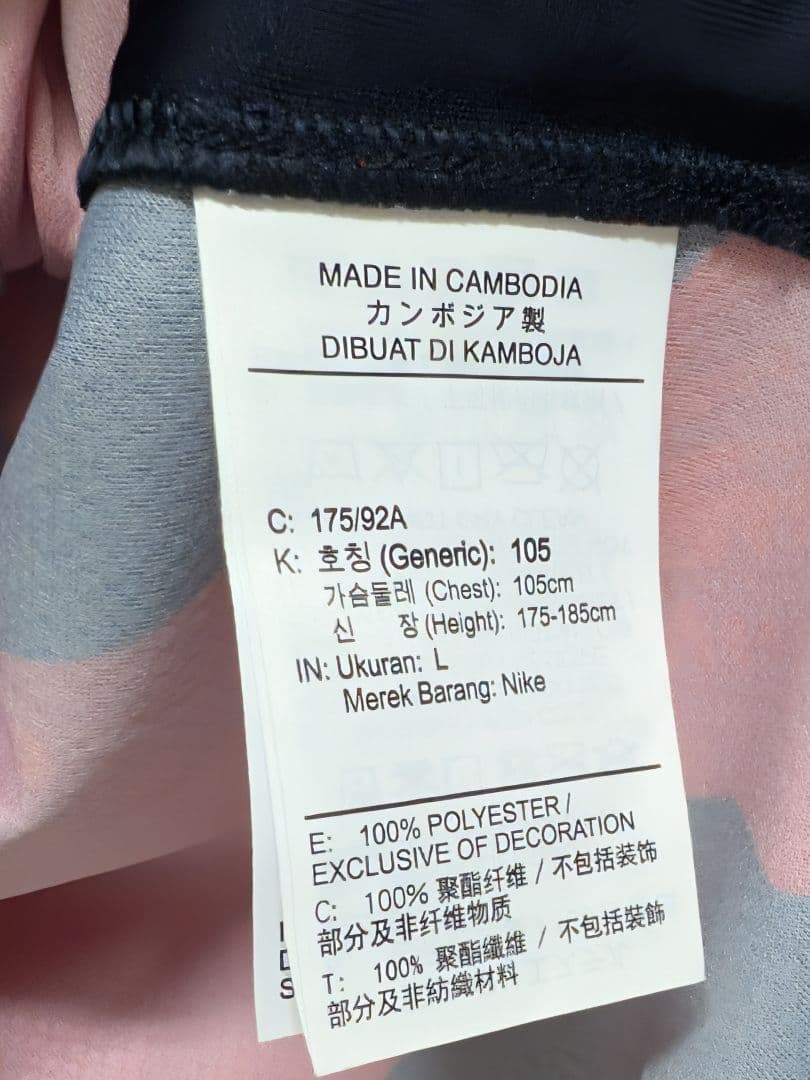 MADE IN CAMBODIA
カンボジア製
DIBUAT DI KAMBOJA
C: 175/92A
K: 호칭 (Generic): 105
가슴둘레 (Chest): 105cm
신 장 (Height): 175-185cm
IN: Ukuran: L
Merek Barang: Nike
E: 100% POLYESTER /
EXCLUSIVE OF DECORATION
C: 100% 聚酯纤维 / 不包括装饰
部分及非纤维物质
T: 100% 聚酯纖維 / 不包括裝飾
部分及非紡織材料